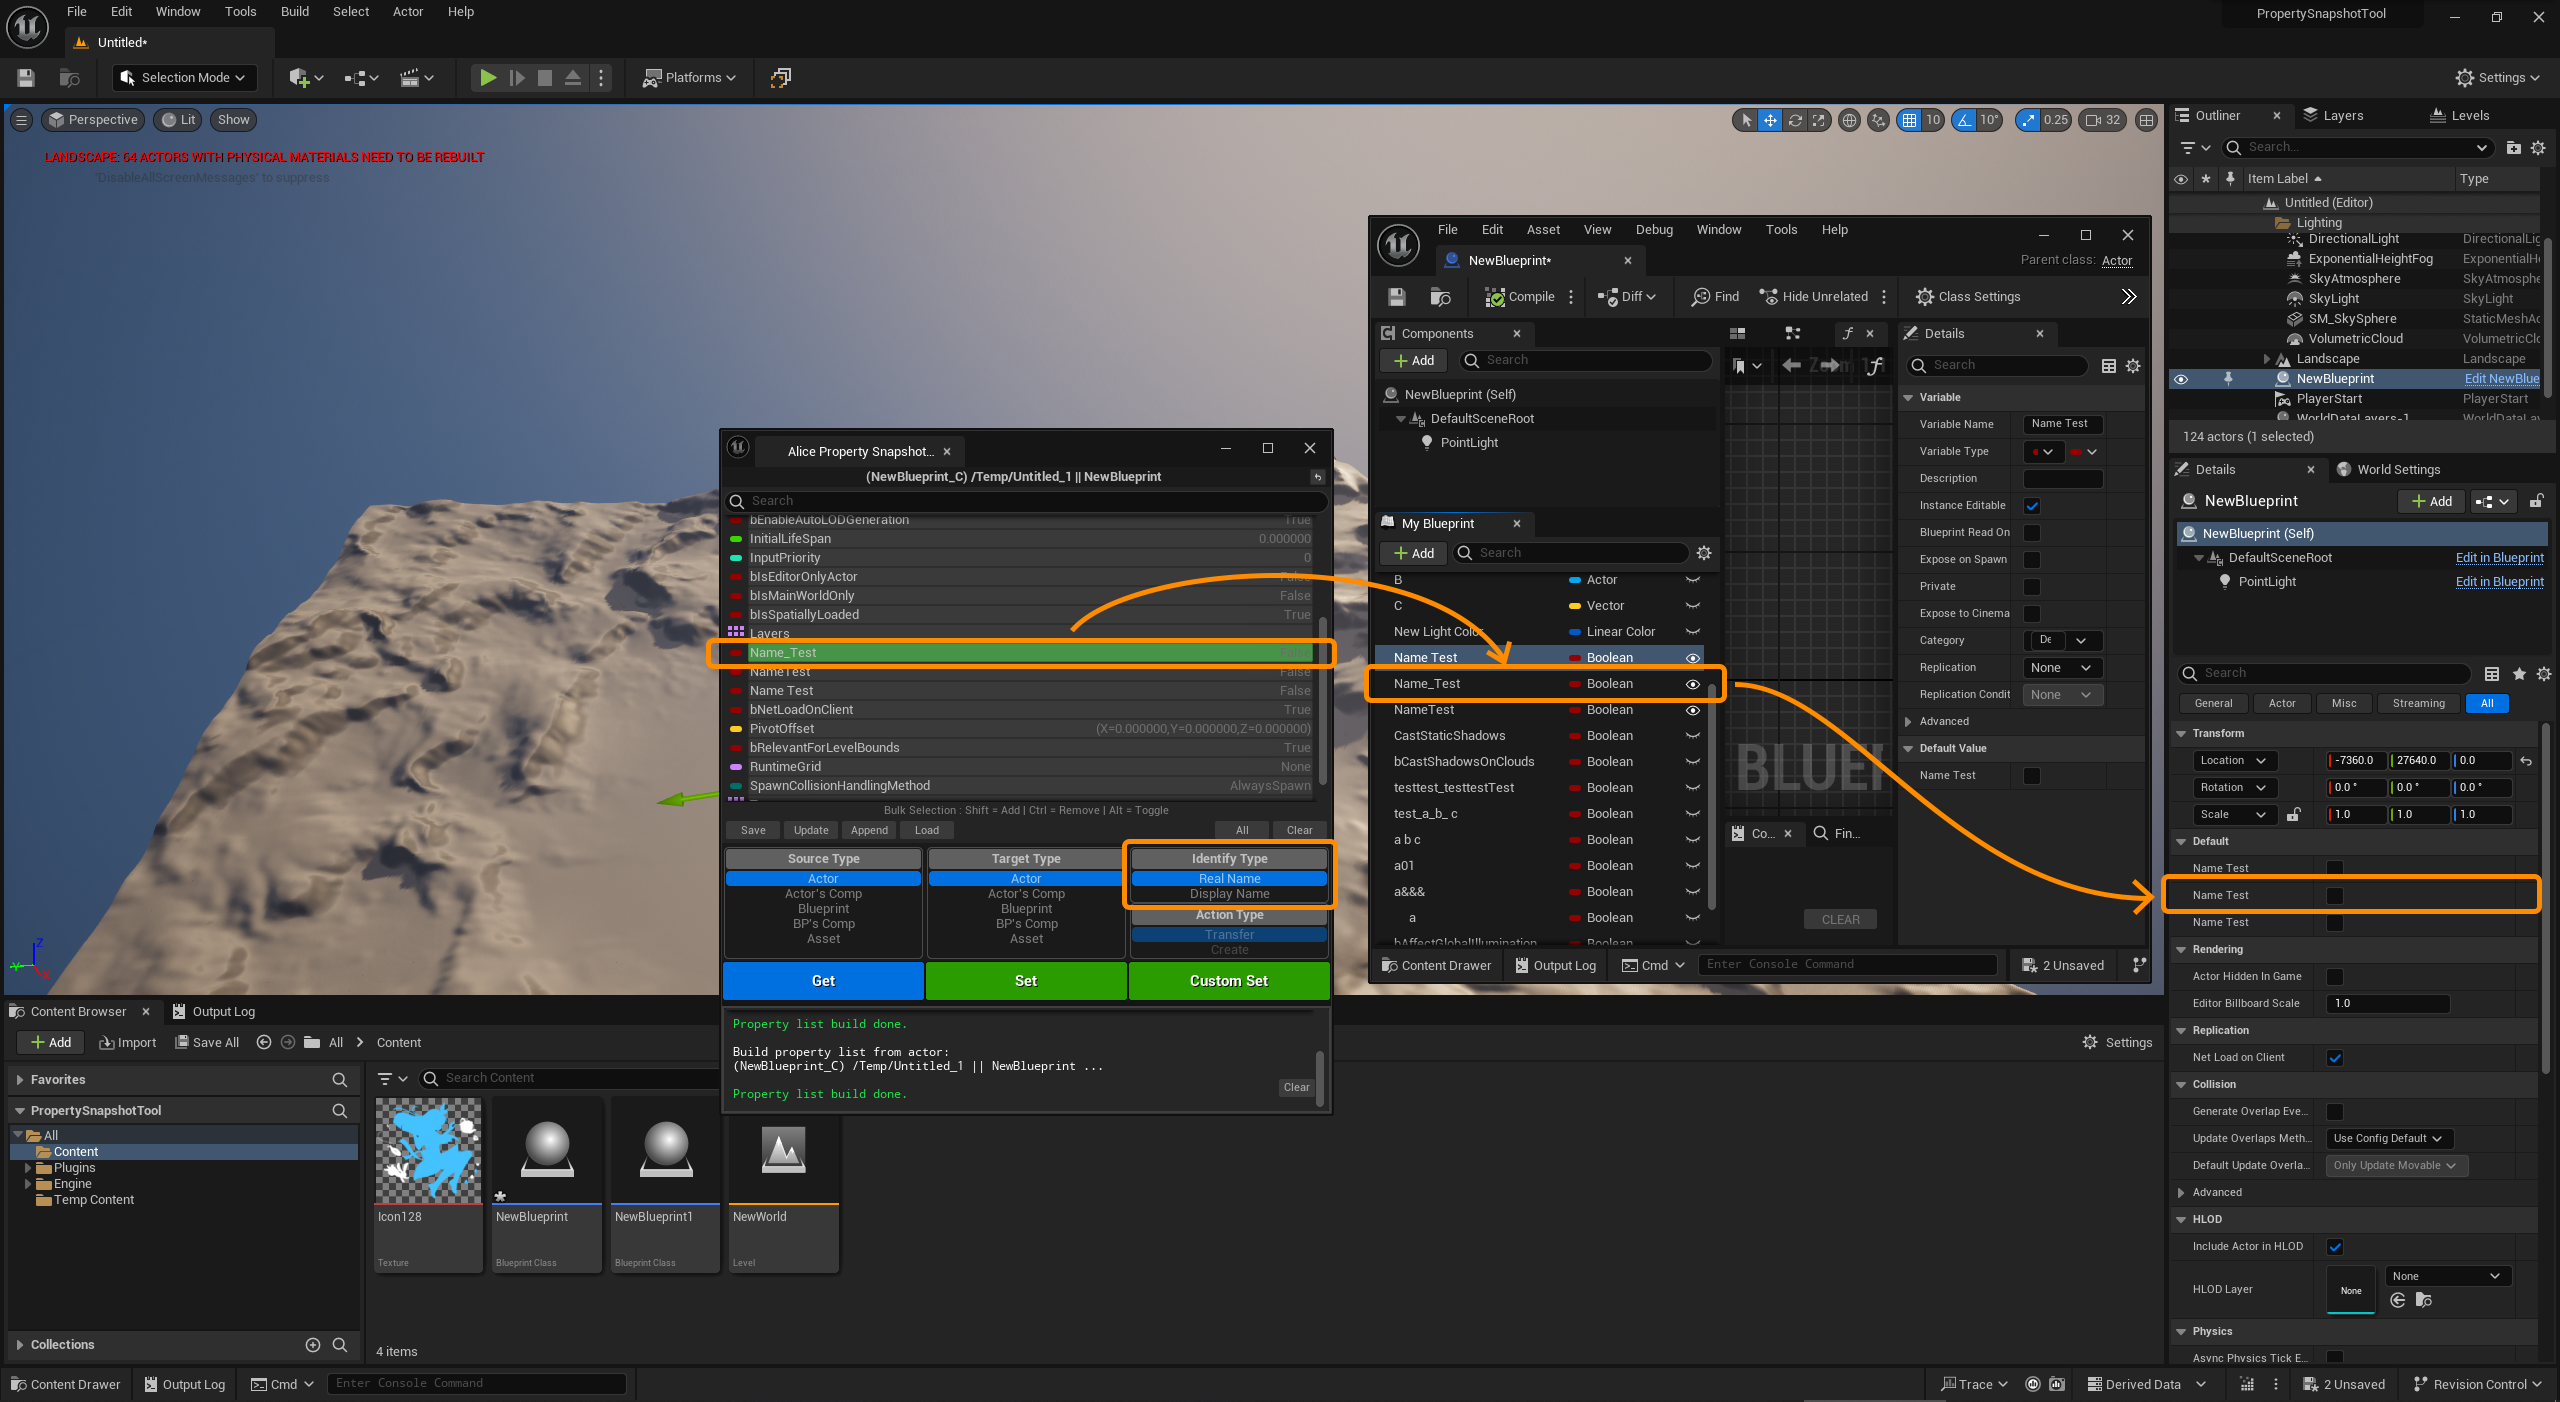 File Edit Window Tools Build Select Actor Help
PropertySnapshotTool
Untitled*
Selection Mode
Platforms
Settings
Perspective Lit Show
10 10° 0.25 32
LANDSCAPE: 64 ACTORS WITH PHYSICAL MATERIALS NEED TO BE REBUILT
'DisableAllScreenMessages' to suppress
Z
Y
X
Alice Property Snapshot...
(NewBlueprint_C) /Temp/Untitled_1 || NewBlueprint
Search
bEnableAutoLODGeneration True
InitialLifeSpan 0.000000
InputPriority 0
bIsEditorOnlyActor False
bIsMainWorldOnly False
bIsSpatiallyLoaded True
Layers
Name_Test False
NameTest False
Name Test False
bNetLoadOnClient True
PivotOffset (X=0.000000,Y=0.000000,Z=0.000000)
bRelevantForLevelBounds True
RuntimeGrid None
SpawnCollisionHandlingMethod AlwaysSpawn
Bulk Selection : Shift = Add | Ctrl = Remove | Alt = Toggle
Save Update Append Load All Clear
Source Type
Actor
Actor's Comp
Blueprint
BP's Comp
Asset
Target Type
Actor
Actor's Comp
Blueprint
BP's Comp
Asset
Identify Type
Real Name
Display Name
Action Type
Transfer
Create
Get Set Custom Set
Property list build done.
Build property list from actor:
(NewBlueprint_C) /Temp/Untitled_1 || NewBlueprint ...
Property list build done.
Clear
File Edit Asset View Debug Window Tools Help
NewBlueprint*
Parent class: Actor
Compile Diff Find Hide Unrelated Class Settings
Components
Add Search
NewBlueprint (Self)
DefaultSceneRoot
PointLight
My Blueprint
Add Search
B Actor
C Vector
New Light Color Linear Color
Name Test Boolean
Name_Test Boolean
NameTest Boolean
CastStaticShadows Boolean
bCastShadowsOnClouds Boolean
testtest_testtestTest Boolean
test_a_b_ c Boolean
a b c Boolean
a01 Boolean
a&&& Boolean
a Boolean
bAffectGlobalIllumination Boolean
BLUEP
Co... Fin...
CLEAR
Details
Search
Variable
Variable Name Name Test
Variable Type
Description
Instance Editable
Blueprint Read On
Expose on Spawn
Private
Expose to Cinema
Category De
Replication None
Replication Condit None
Advanced
Default Value
Name Test
Content Drawer Output Log Cmd Enter Console Command 2 Unsaved
Outliner Layers Levels
Search...
Item Label Type
Untitled (Editor)
Lighting
DirectionalLight DirectionalLig
ExponentialHeightFog ExponentialHe
SkyAtmosphere SkyAtmosphe
SkyLight SkyLight
SM_SkySphere StaticMeshAc
VolumetricCloud VolumetricClo
Landscape Landscape
NewBlueprint Edit NewBlue
PlayerStart PlayerStart
WorldDataLayers-1 WorldDataLay
124 actors (1 selected)
Details World Settings
NewBlueprint Add
NewBlueprint (Self)
DefaultSceneRoot Edit in Blueprint
PointLight Edit in Blueprint
Search
General Actor Misc Streaming All
Transform
Location -7360.0 27640.0 0.0
Rotation 0.0 ° 0.0 ° 0.0 °
Scale 1.0 1.0 1.0
Default
Name Test
Name Test
Name Test
Rendering
Actor Hidden In Game
Editor Billboard Scale 1.0
Replication
Net Load on Client
Collision
Generate Overlap Eve...
Update Overlaps Meth... Use Config Default
Default Update Overla... Only Update Movable
Advanced
HLOD
Include Actor in HLOD
HLOD Layer None None
Physics
Async Physics Tick E...
Content Browser Output Log
Add Import Save All All Content
Settings
Favorites
PropertySnapshotTool
All
Content
Plugins
Engine
Temp Content
Collections
Search Content
Icon128
Texture
NewBlueprint
Blueprint Class
NewBlueprint1
Blueprint Class
NewWorld
Level
4 items
Content Drawer Output Log Cmd Enter Console Command
Trace Derived Data 2 Unsaved Revision Control